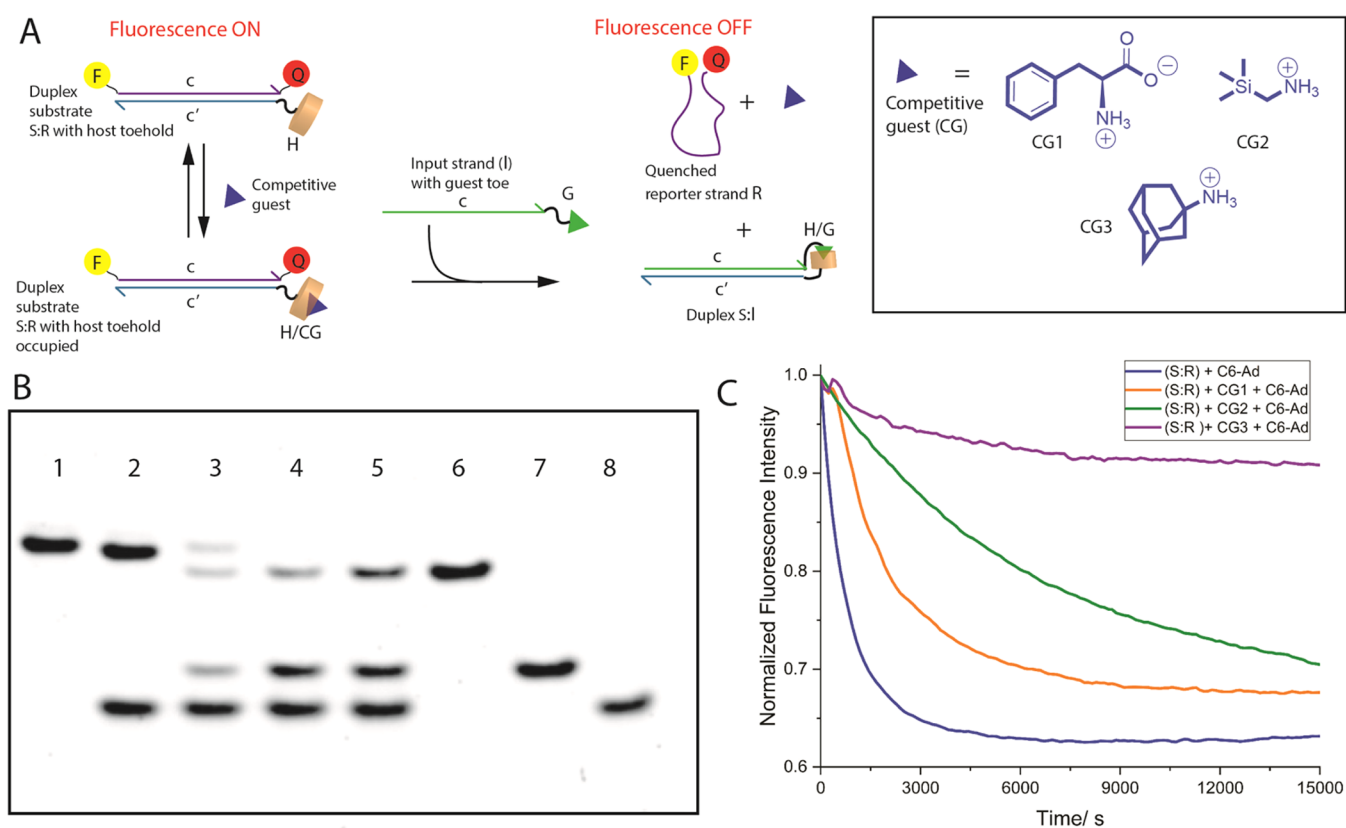 A
Fluorescence ON
F
c
Q
Duplex
substrate
S:R with host toehold
c'
H
Competitive
guest
F
c
Q
Duplex
substrate
S:R with host toehold
occupied
c'
H/CG
Input strand (I)
with guest toe
c
G
Fluorescence OFF
F
Q
+
Quenched
reporter strand R
+
H/G
c
c'
Duplex S:I
=
Competitive
guest (CG)
O
O
−
NH3
+
CG1
Si
NH3
+
CG2
CG3
NH3
+
B
1 2 3 4 5 6 7 8
C
(S:R) + C6-Ad
(S:R) + CG1 + C6-Ad
(S:R) + CG2 + C6-Ad
(S:R )+ CG3 + C6-Ad
Normalized Fluorescence Intensity
1.0
0.9
0.8
0.7
0.6
0 3000 6000 9000 12000 15000
Time/ s